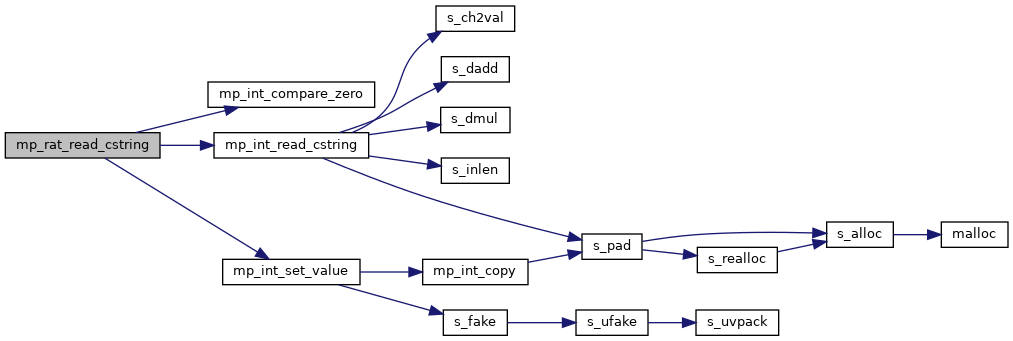 s_ch2val
s_dadd
mp_int_compare_zero
s_dmul
mp_rat_read_cstring
mp_int_read_cstring
s_inlen
s_alloc
malloc
s_pad
s_realloc
mp_int_set_value
mp_int_copy
s_fake
s_ufake
s_uvpack